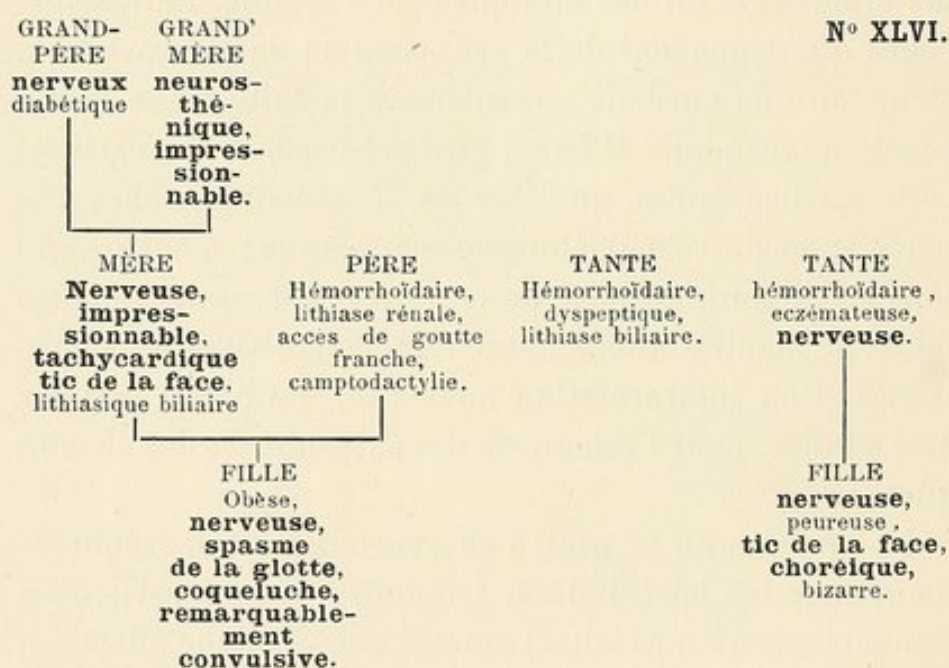 GRAND-
PÈRE
nerveux
diabétique
GRAND'
MÈRE
neuros-
thé-
nique,
impres-
sion-
nable.
Nº XLVI.
MÈRE
Nerveuse,
impres-
sionnable,
tachycardique
tic de la face,
lithiasique biliaire
PÈRE
Hémorrhoïdaire,
lithiase rénale,
accès de goutte
franche,
camptodactylie.
TANTE
Hémorrhoïdaire,
dyspeptique,
lithiase biliaire.
TANTE
hémorrhoïdaire,
eczémateuse,
nerveuse.
FILLE
Obèse,
nerveuse,
spasme
de la glotte,
coqueluche,
remarquable-
ment
convulsive.
FILLE
nerveuse,
peureuse,
tic de la face,
choréique,
bizarre.